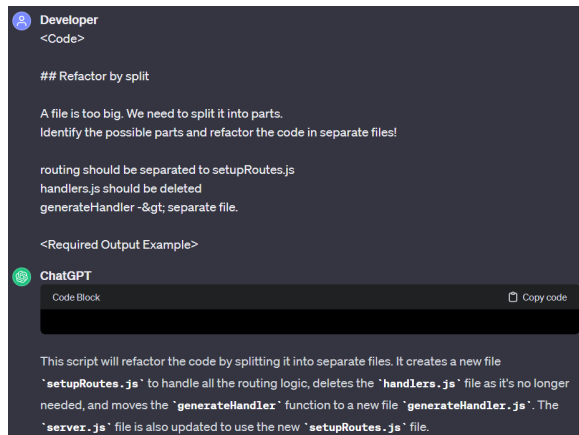 Developer
<Code>
## Refactor by split
A file is too big. We need to split it into parts.
Identify the possible parts and refactor the code in separate files!
routing should be separated to setupRoutes.js
handlers.js should be deleted
generateHandler -&gt; separate file.
<Required Output Example>
ChatGPT
Code Block Copy code
This script will refactor the code by splitting it into separate files. It creates a new file
`setupRoutes.js` to handle all the routing logic, deletes the `handlers.js` file as it's no longer
needed, and moves the `generateHandler` function to a new file `generateHandler.js`. The
`server.js` file is also updated to use the new `setupRoutes.js` file.